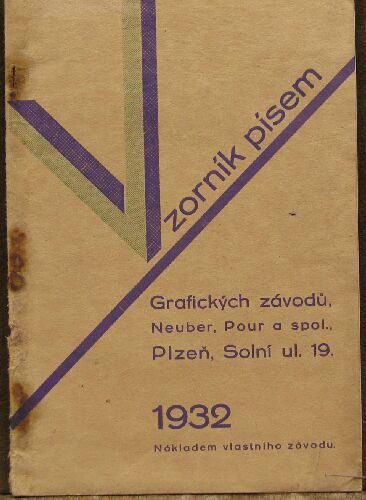 Vzorník písem
Grafických závodů,
Neuber, Pour a spol.,
Plzeň, Solní ul. 19.
1932
Nákladem vlastního závodu.